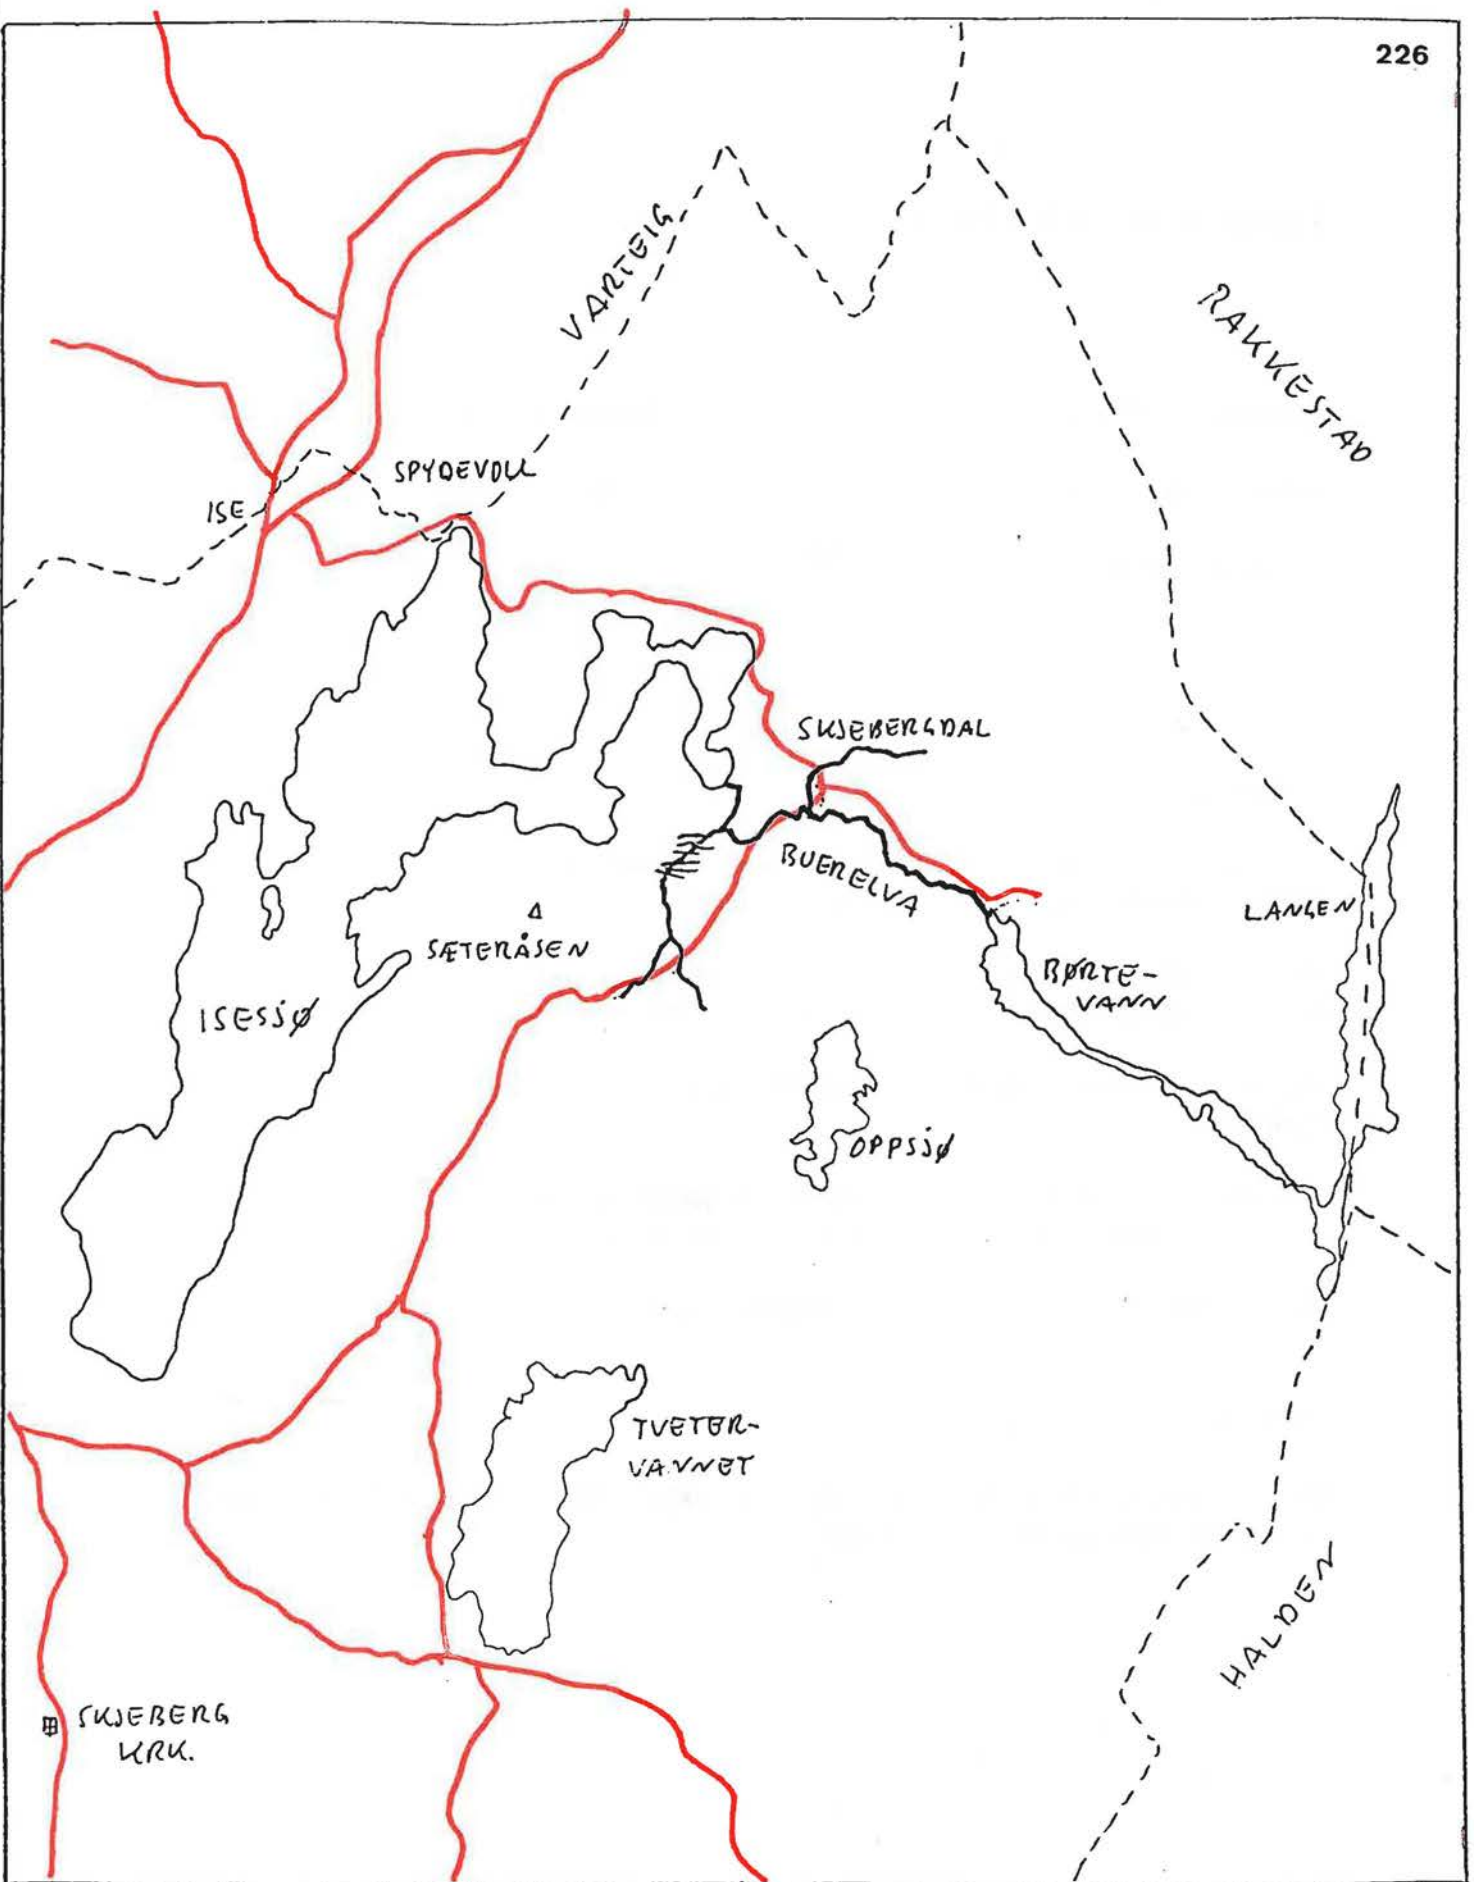 226
VARTEIG
RAKKESTAD
SPYDEVOLL
ISE
SKJEBERGDAL
BUERELVA
LANGEN
SÆTERÅSEN
BØRTE-
VANN
ISESJØ
OPPSJØ
TVETER-
VANNET
HALDEN
SKJEBERG
KRK.